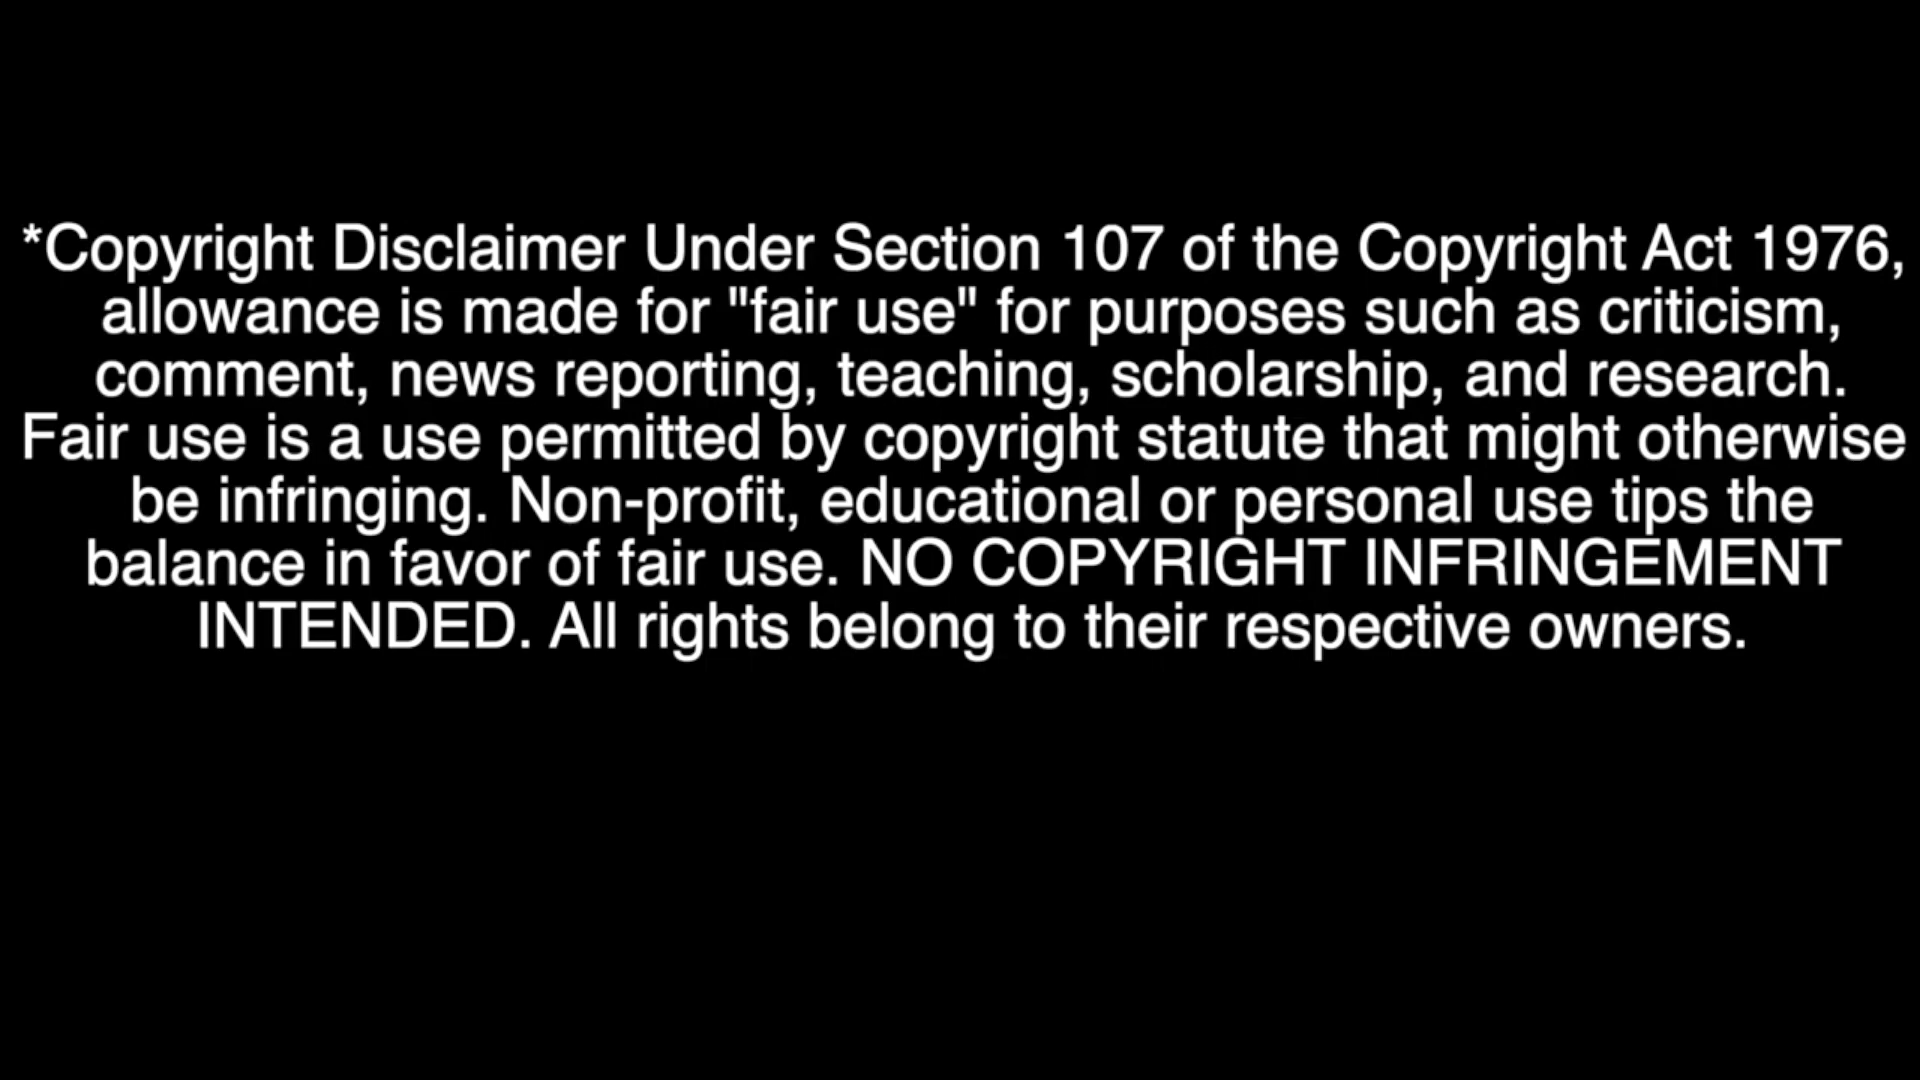 *Copyright Disclaimer Under Section 107 of the Copyright Act 1976,
allowance is made for "fair use" for purposes such as criticism,
comment, news reporting, teaching, scholarship, and research.
Fair use is a use permitted by copyright statute that might otherwise
be infringing. Non-profit, educational or personal use tips the
balance in favor of fair use. NO COPYRIGHT INFRINGEMENT
INTENDED. All rights belong to their respective owners.